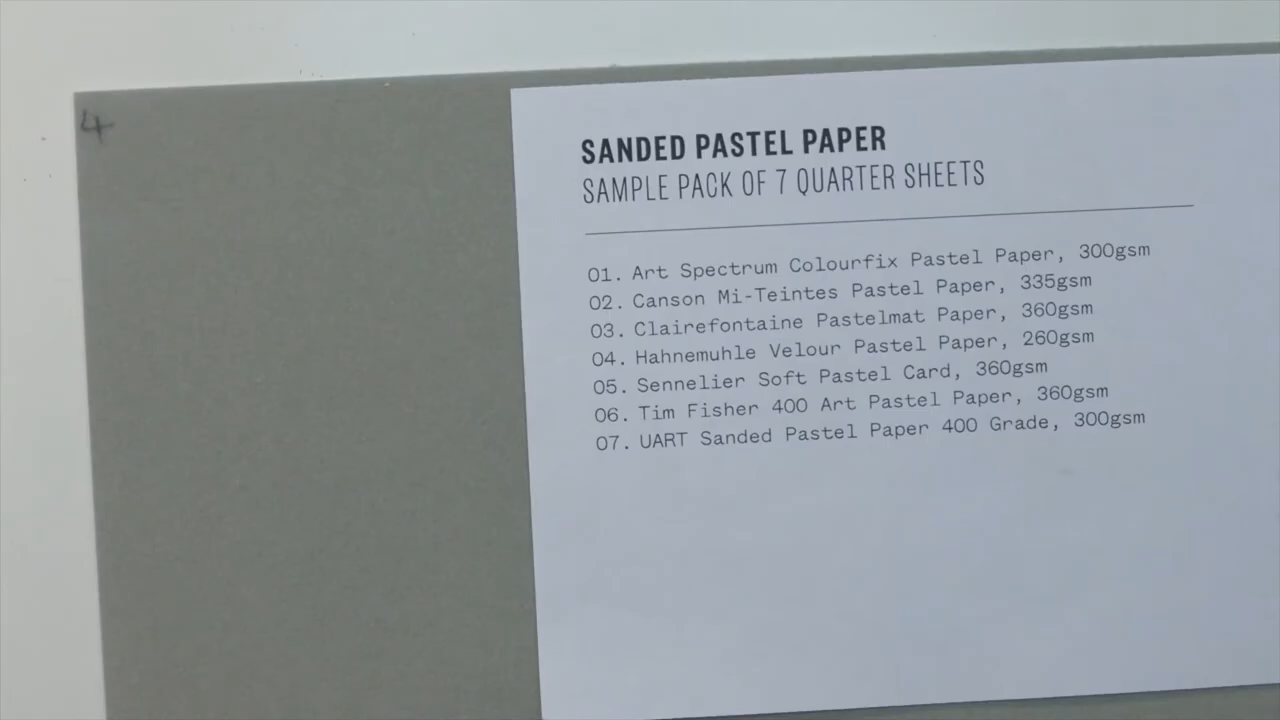 4
SANDED PASTEL PAPER
SAMPLE PACK OF 7 QUARTER SHEETS
01. Art Spectrum Colourfix Pastel Paper, 300gsm
02. Canson Mi-Teintes Pastel Paper, 335gsm
03. Clairefontaine Pastelmat Paper, 360gsm
04. Hahnemuhle Velour Pastel Paper, 260gsm
05. Sennelier Soft Pastel Card, 360gsm
06. Tim Fisher 400 Art Pastel Paper, 360gsm
07. UART Sanded Pastel Paper 400 Grade, 300gsm